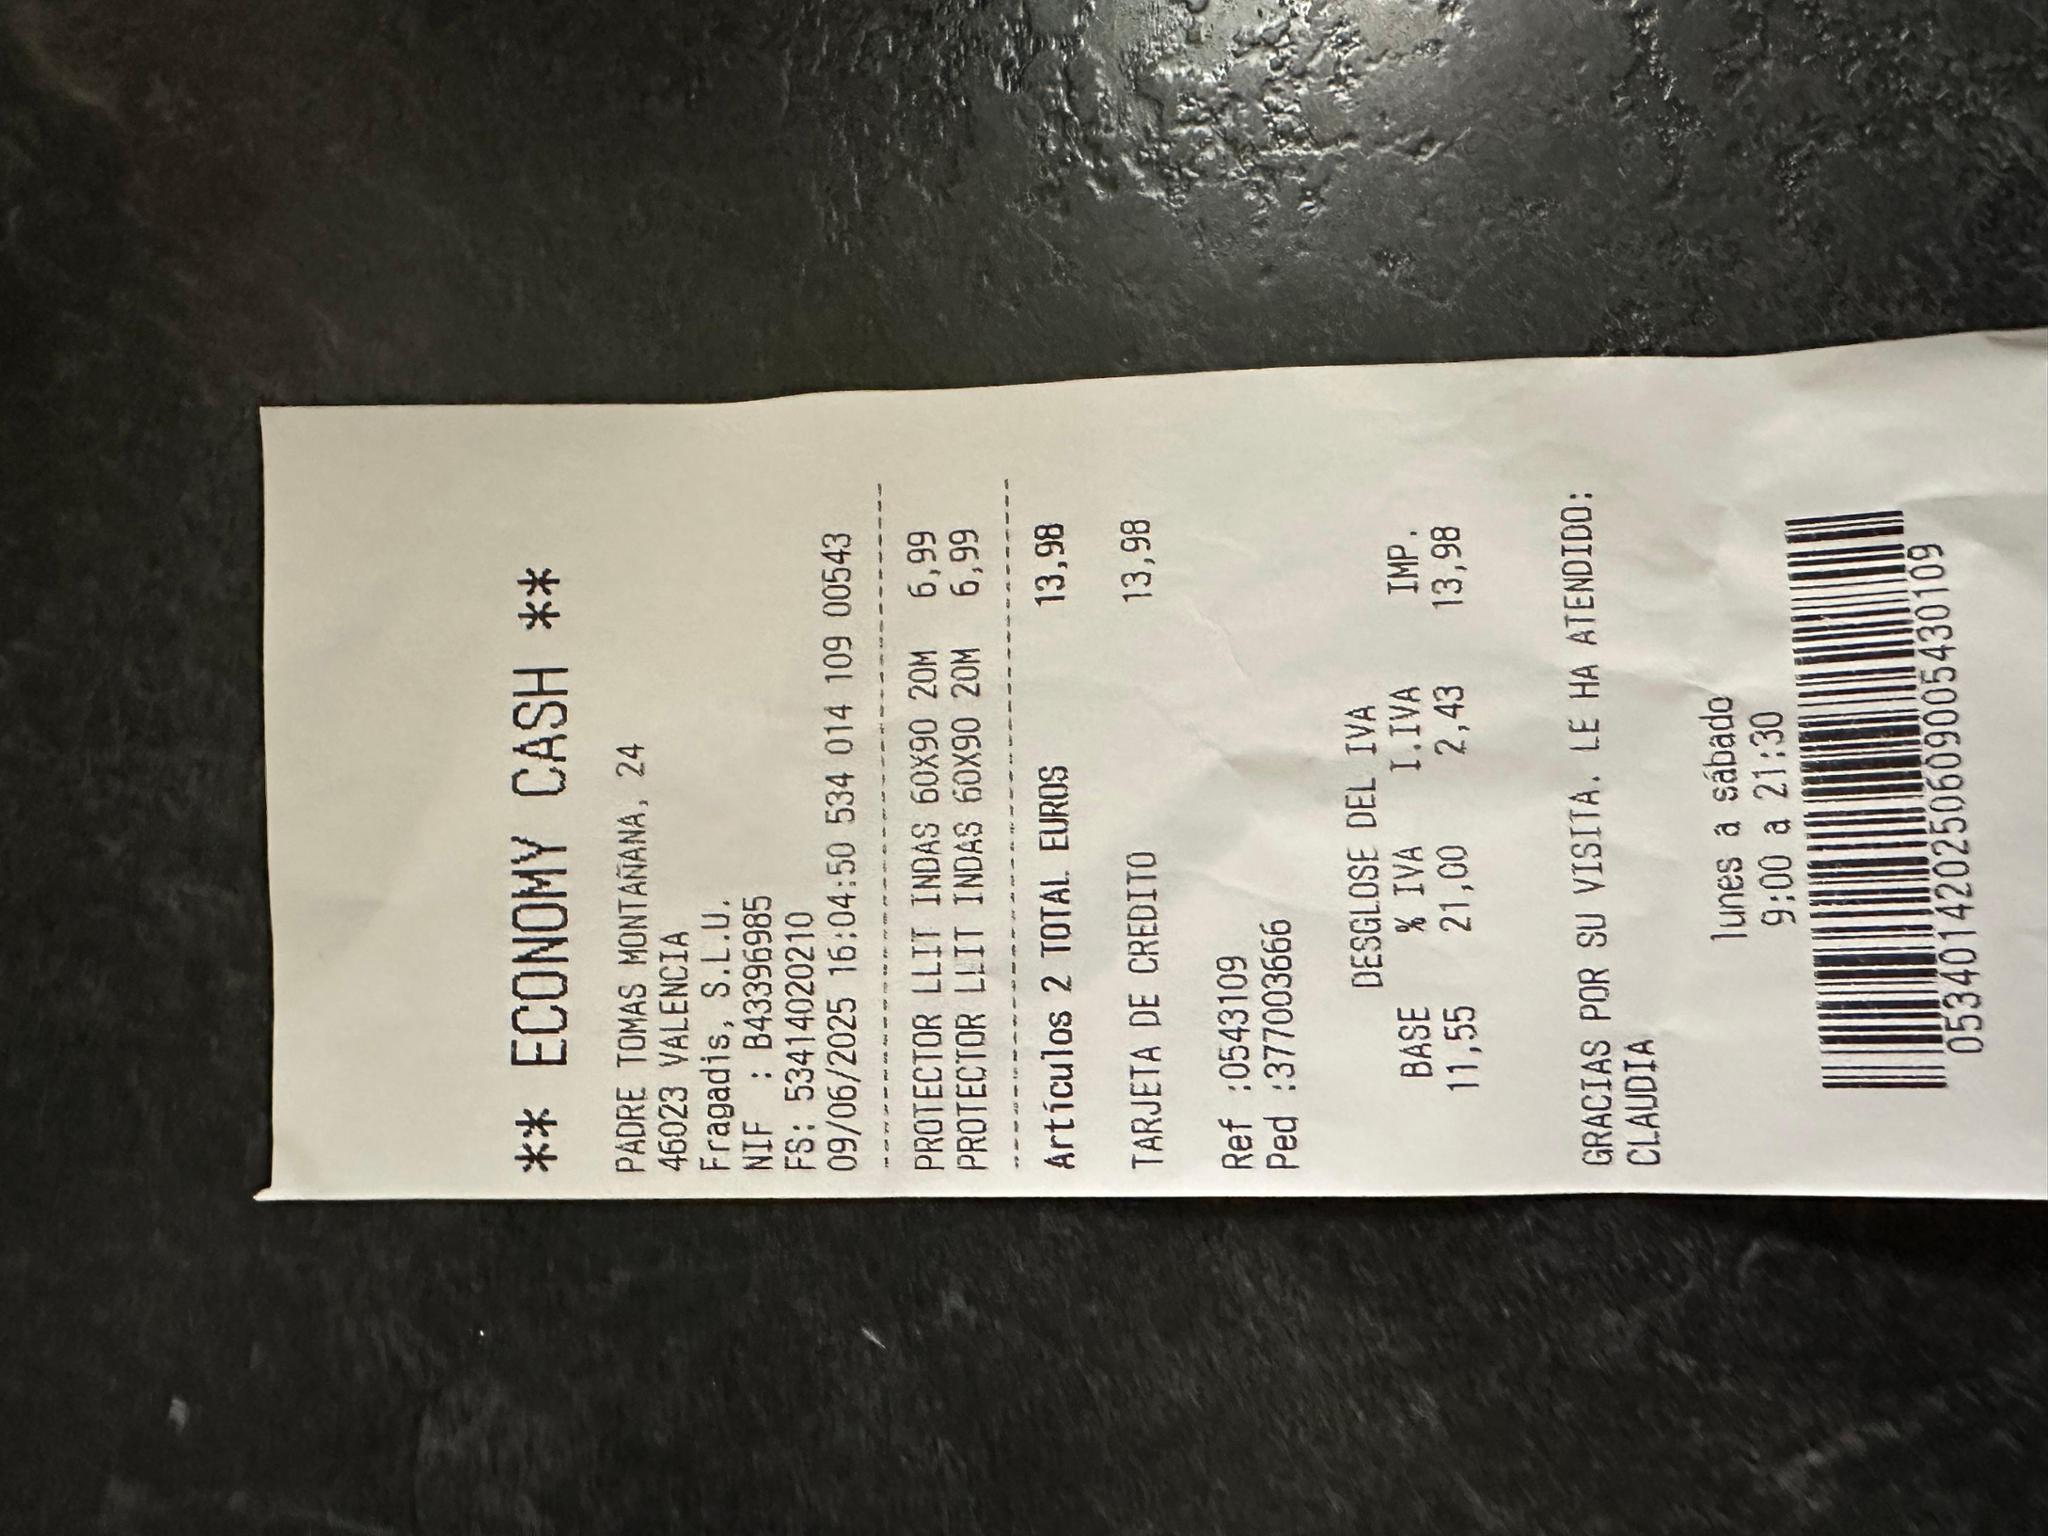 ** ECONOMY CASH **
PADRE TOMAS MONTAÑANA, 24
46023 VALENCIA
Fragadis, S.L.U.
NIF : B43396985
FS: 53414020210
09/06/2025 16:04:50 534 014 109 00543
PROTECTOR LLIT INDAS 60X90 20M 6,99
PROTECTOR LLIT INDAS 60X90 20M 6,99
Artículos 2 TOTAL EUROS 13,98
TARJETA DE CREDITO 13,98
Ref :0543109
Ped :377003666
DESGLOSE DEL IVA
BASE % IVA I.IVA IMP.
11,55 21,00 2,43 13,98
GRACIAS POR SU VISITA. LE HA ATENDIDO:
CLAUDIA
lunes a sábado
9:00 a 21:30
0534014202506090054301​09